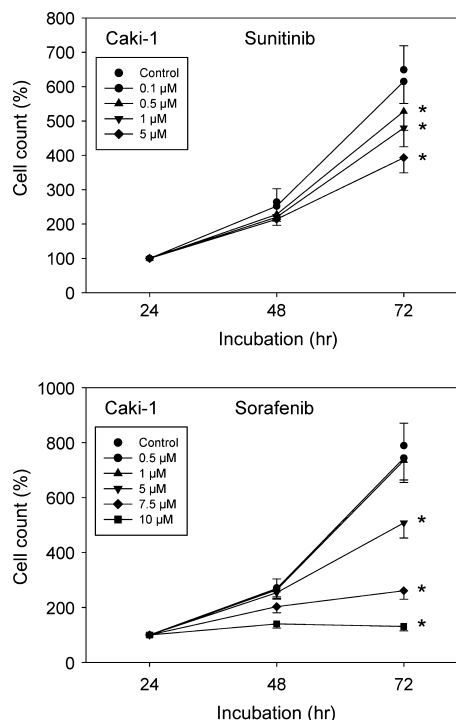 800
Caki-1 Sunitinib
700
Control
0.1 µM
0.5 µM
1 µM
5 µM
600
500
400
300
200
100
0
Cell count (%)
*
*
*
24 48 72
Incubation (hr)
1000
Caki-1 Sorafenib
Control
0.5 µM
1 µM
5 µM
7.5 µM
10 µM
800
600
400
200
0
Cell count (%)
*
*
*
24 48 72
Incubation (hr)